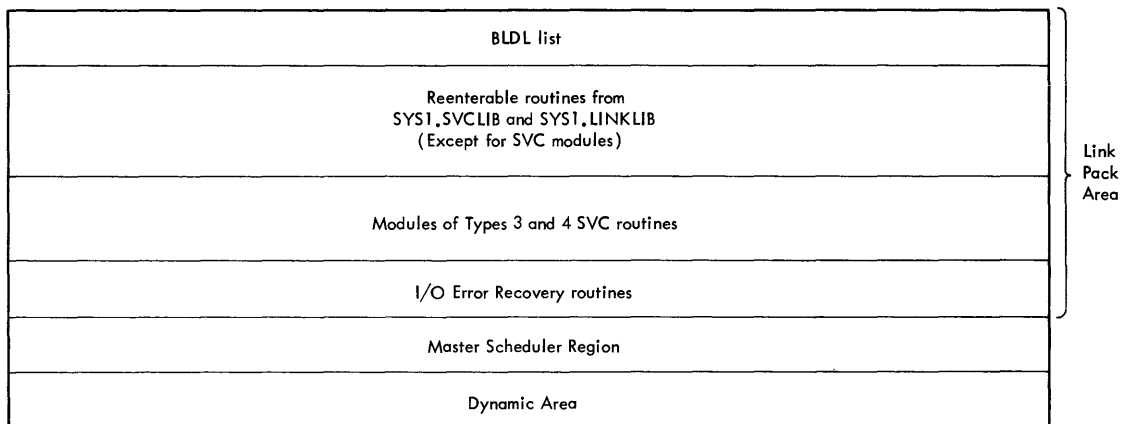 BLDL list
Reenterable routines from
SYS1.SVCLIB and SYS1.LINKLIB
(Except for SVC modules)
Modules of Types 3 and 4 SVC routines
I/O Error Recovery routines
Link
Pack
Area
Master Scheduler Region
Dynamic Area